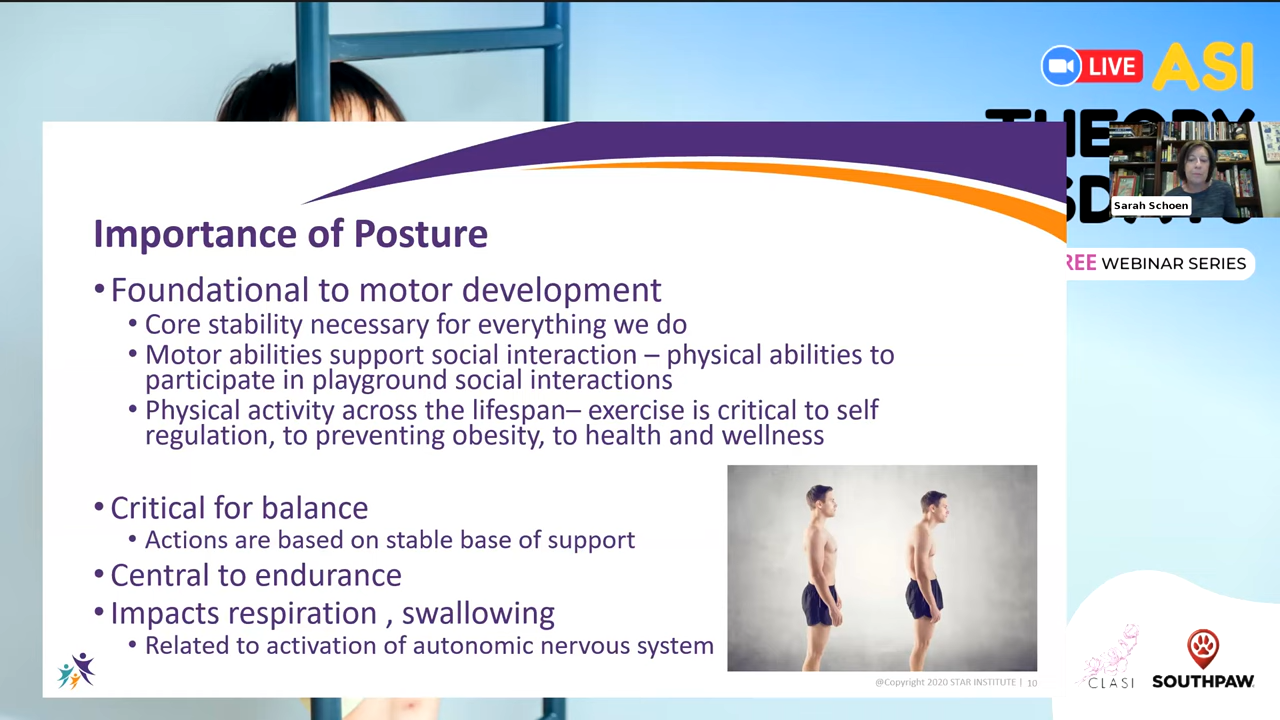 LIVE ASI
Sarah Schoen
REE WEBINAR SERIES
Importance of Posture
• Foundational to motor development
• Core stability necessary for everything we do
• Motor abilities support social interaction – physical abilities to
participate in playground social interactions
• Physical activity across the lifespan– exercise is critical to self
regulation, to preventing obesity, to health and wellness
• Critical for balance
• Actions are based on stable base of support
• Central to endurance
• Impacts respiration , swallowing
• Related to activation of autonomic nervous system
@Copyright 2020 STAR INSTITUTE | 10
CLASI
SOUTHPAW